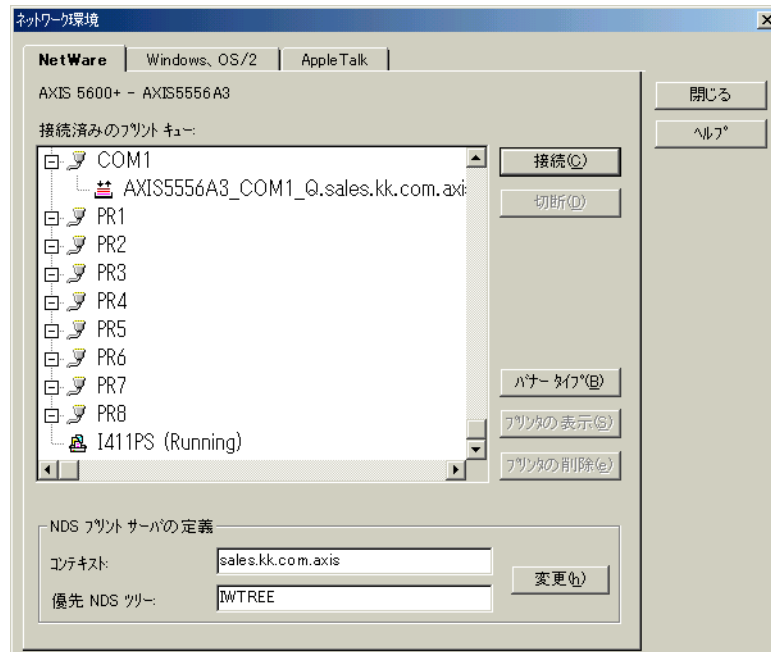 ネットワーク環境
NetWare
Windows、OS/2
AppleTalk
AXIS 5600+ - AXIS5556A3
閉じる
ヘルプ
接続済みのプリント キュー:
COM1
AXIS5556A3_COM1_Q.sales.kk.com.axi
PR1
PR2
PR3
PR4
PR5
PR6
PR7
PR8
I411PS (Running)
接続(C)
切断(D)
バナー タイプ(B)
プリンタの表示(S)
プリンタの削除(e)
NDS プリント サーバの定義
コンテキスト:
sales.kk.com.axis
優先 NDS ツリー:
IWTREE
変更(h)